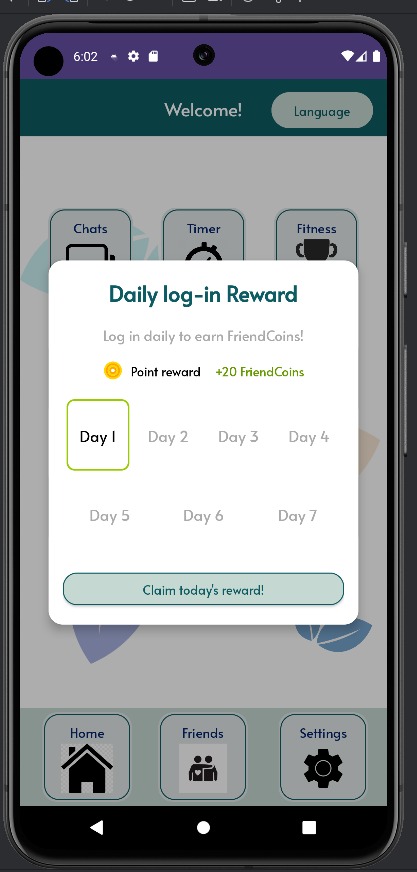 6:02
Welcome! Language
Chats Timer Fitness
Daily log-in Reward
Log in daily to earn FriendCoins!
Point reward +20 FriendCoins
Day 1 Day 2 Day 3 Day 4
Day 5 Day 6 Day 7
Claim today's reward!
Home Friends Settings